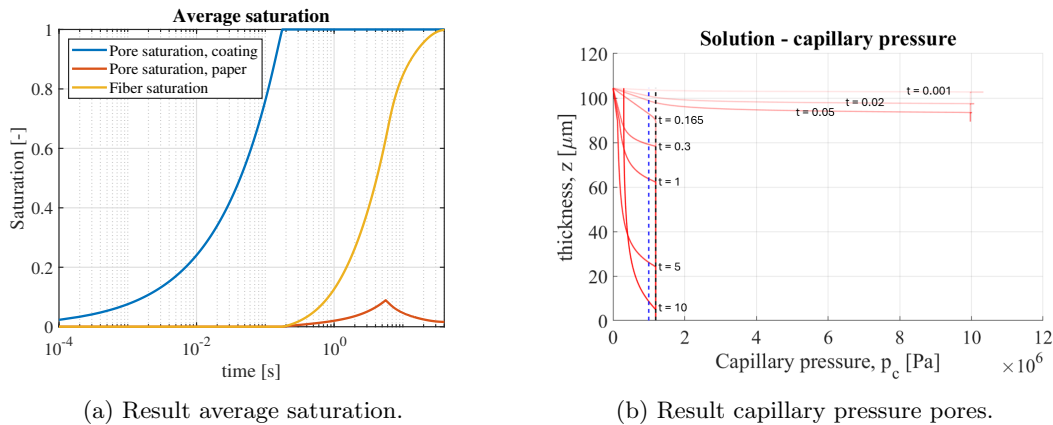 Average saturation
1
0.8
0.6
0.4
0.2
0
Saturation [-]
Pore saturation, coating
Pore saturation, paper
Fiber saturation
10^-4
10^-2
10^0
time [s]
(a) Result average saturation.
Solution - capillary pressure
120
100
80
60
40
20
0
thickness, z [μm]
t = 0.001
t = 0.02
t = 0.05
t = 0.165
t = 0.3
t = 1
t = 5
t = 10
0 2 4 6 8 10 12
×10^6
Capillary pressure, p_c [Pa]
(b) Result capillary pressure pores.